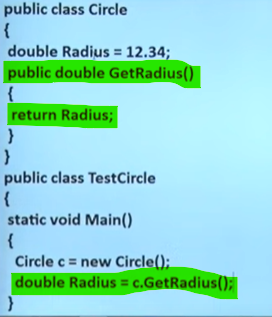 public class Circle
{
double Radius = 12.34;
public double GetRadius()
{
return Radius;
}
}
public class TestCircle
{
static void Main()
{
Circle c = new Circle();
double Radius = c.GetRadius();
}